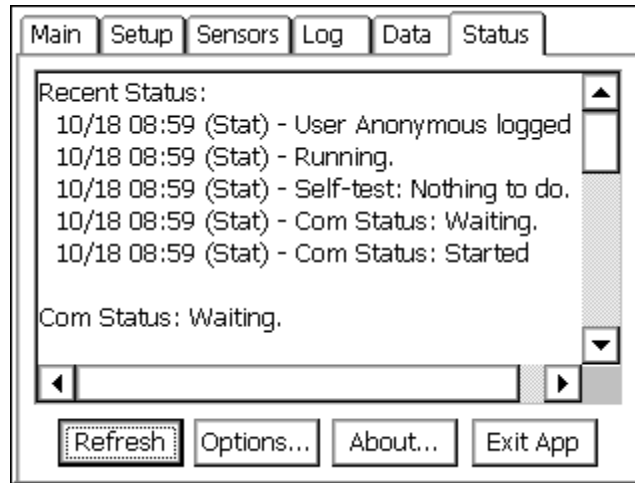 Main Setup Sensors Log Data Status
Recent Status:
10/18 08:59 (Stat) - User Anonymous logged
10/18 08:59 (Stat) - Running.
10/18 08:59 (Stat) - Self-test: Nothing to do.
10/18 08:59 (Stat) - Com Status: Waiting.
10/18 08:59 (Stat) - Com Status: Started
Com Status: Waiting.
Refresh Options... About... Exit App